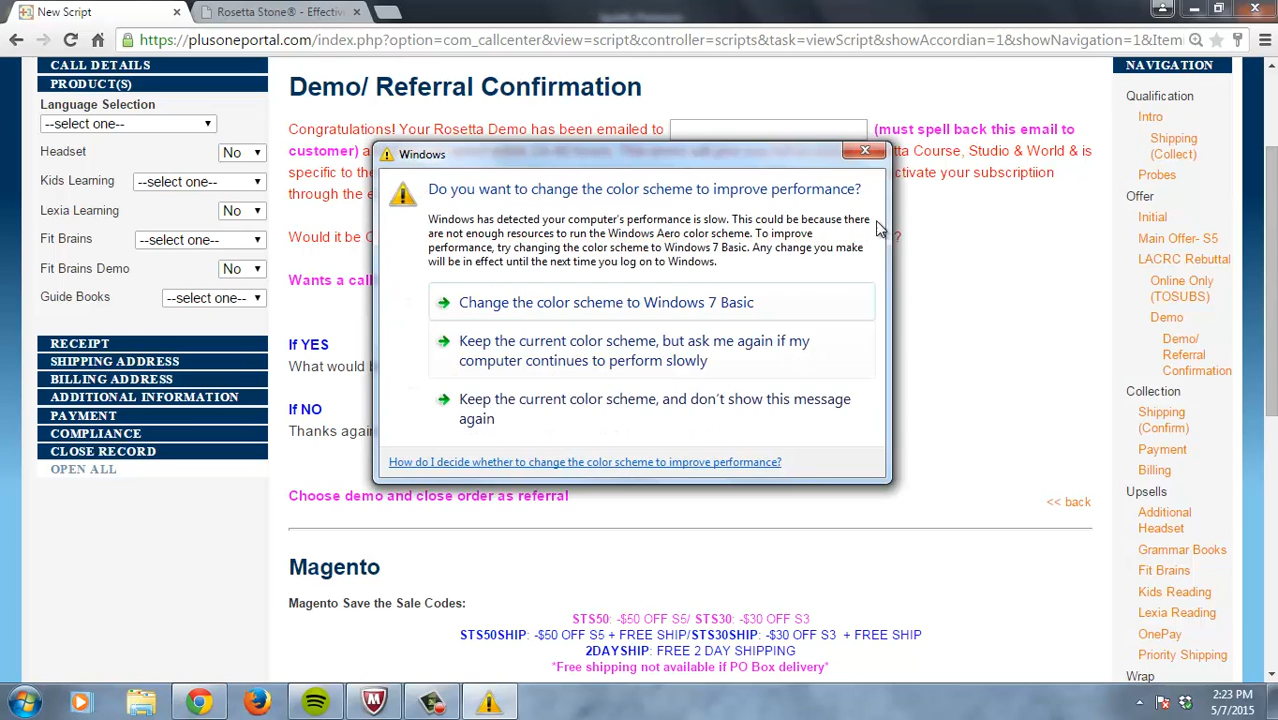 New Script
Rosetta Stone® - Effective
https://plusoneportal.com/index.php?option=com_callcenter&view=script&controller=scripts&task=viewScript&showAccordian=1&showNavigation=1&Item
CALL DETAILS
PRODUCT(S)
Language Selection
--select one--
Headset No
Kids Learning --select one--
Lexia Learning No
Fit Brains --select one--
Fit Brains Demo No
Guide Books --select one--
RECEIPT
SHIPPING ADDRESS
BILLING ADDRESS
ADDITIONAL INFORMATION
PAYMENT
COMPLIANCE
CLOSE RECORD
OPEN ALL
Demo/ Referral Confirmation
Congratulations! Your Rosetta Demo has been emailed to (must spell back this email to
customer) a tta Course, Studio & World & is
specific to the ctivate your subscriptiion
through the e
Would it be C ?
Wants a call
If YES
What would b
If NO
Thanks again
Choose demo and close order as referral
<< back
Windows
Do you want to change the color scheme to improve performance?
Windows has detected your computer's performance is slow. This could be because there
are not enough resources to run the Windows Aero color scheme. To improve
performance, try changing the color scheme to Windows 7 Basic. Any change you make
will be in effect until the next time you log on to Windows.
Change the color scheme to Windows 7 Basic
Keep the current color scheme, but ask me again if my
computer continues to perform slowly
Keep the current color scheme, and don't show this message
again
How do I decide whether to change the color scheme to improve performance?
Magento
Magento Save the Sale Codes:
STS50: -$50 OFF S5/ STS30: -$30 OFF S3
STS50SHIP: -$50 OFF S5 + FREE SHIP/STS30SHIP: -$30 OFF S3 + FREE SHIP
2DAYSHIP: FREE 2 DAY SHIPPING
*Free shipping not available if PO Box delivery*
NAVIGATION
Qualification
Intro
Shipping
(Collect)
Probes
Offer
Initial
Main Offer- S5
LACRC Rebuttal
Online Only
(TOSUBS)
Demo
Demo/
Referral
Confirmation
Collection
Shipping
(Confirm)
Payment
Billing
Upsells
Additional
Headset
Grammar Books
Fit Brains
Kids Reading
Lexia Reading
OnePay
Priority Shipping
Wrap
2:23 PM
5/7/2015